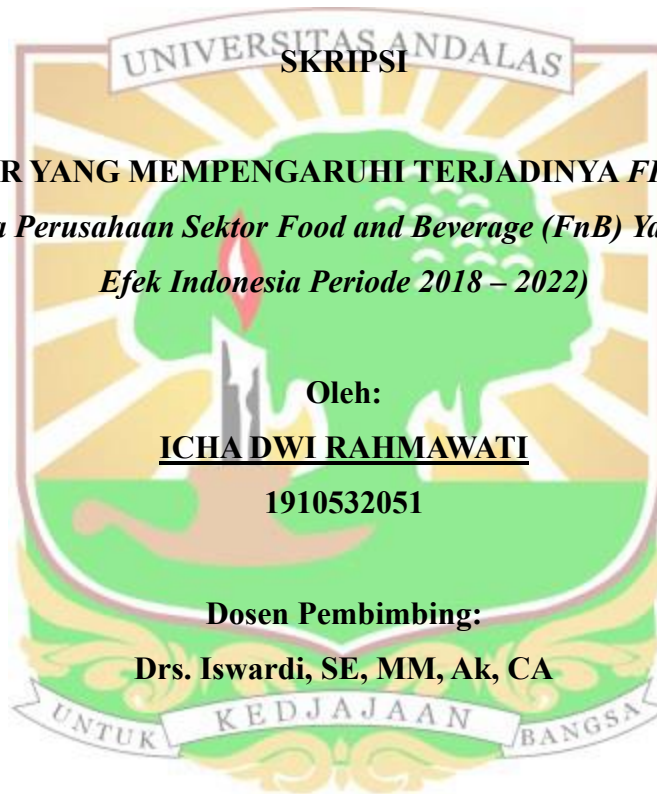 UNIVERSITAS ANDALAS
SKRIPSI
R YANG MEMPENGARUHI TERJADINYA
Perusahaan Sektor Food and Beverage (FnB)
Efek Indonesia Periode 2018 – 2022)
Oleh:
ICHA DWI RAHMAWATI
1910532051
Dosen Pembimbing:
Drs. Iswardi, SE, MM, Ak, CA
UNTUK KEDJAJAAN BANGSA